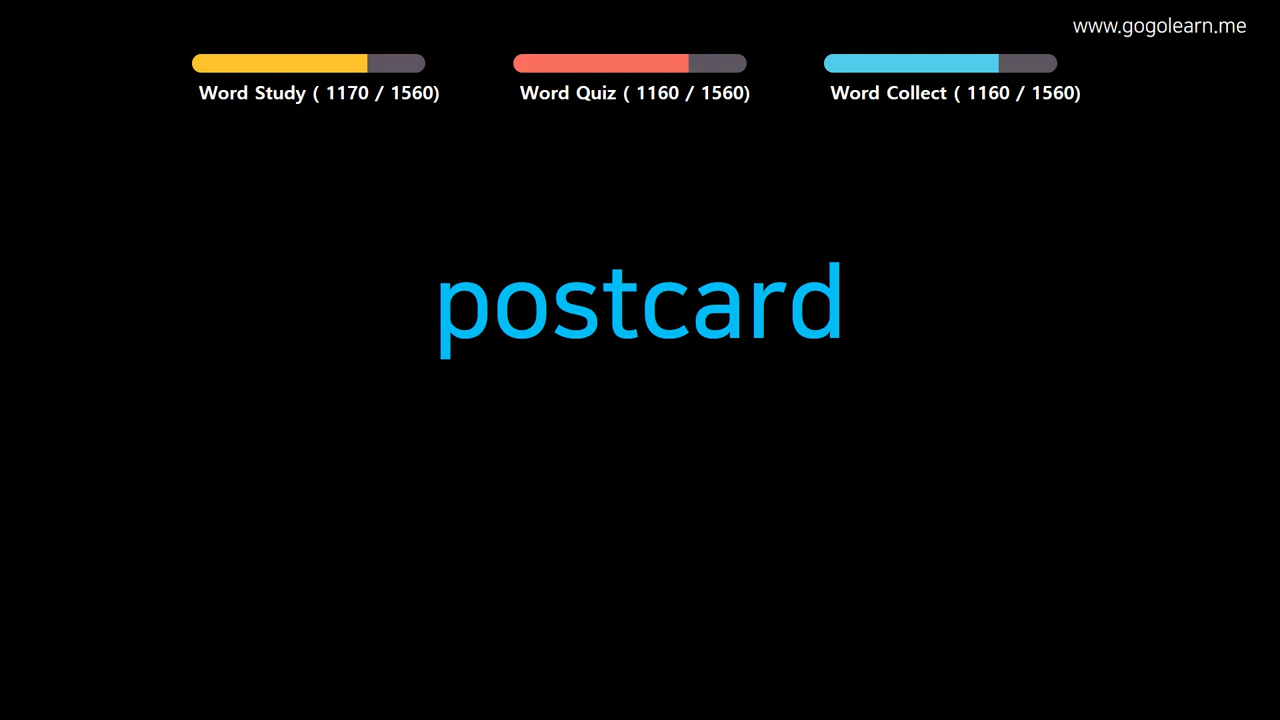 www.gogolearn.me
Word Study ( 1170 / 1560)
Word Quiz ( 1160 / 1560)
Word Collect ( 1160 / 1560)
postcard